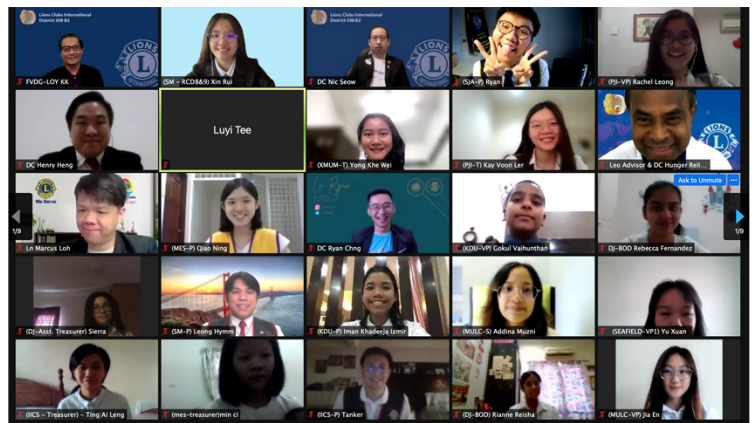 Lions Clubs International
District 308 B2
FVDG-LOY KK
(SM - RCD8&9) Xin Rui
Lions Clubs International
District 308 B2
LIONS
L
DC Nic Seow
(SJA-P) Ryan
(PJI-VP) Rachel Leong
DC Henry Heng
Luyi Tee
(XMUM-T) Yong Khe Wei
(PJI-T) Kay Voon Ler
Leo Advisor & DC Hunger Reli...
We Serve
Ln Marcus Loh
(MES-P) Qiao Ning
Ln Ryan
DC Ryan Chng
(KDU-VP) Gokul Vaihunthan
Ask to Unmute
...
DJ-BOD Rebecca Fernandez
1/9
1/9
(DJ-Asst. Treasurer) Sierra
(SM-P) Leong Hymm
(KDU-P) Iman Khadeeja Izmir
(MULC-S) Addina Muzni
(SEAFIELD-VP1) Yu Xuan
(IICS - Treasurer) - Ting Ai Leng
(mes-treasurer)min ci
(IICS-P) Tanker
(DJ-BOD) Rianne Reisha
(MULC-VP) Jia En